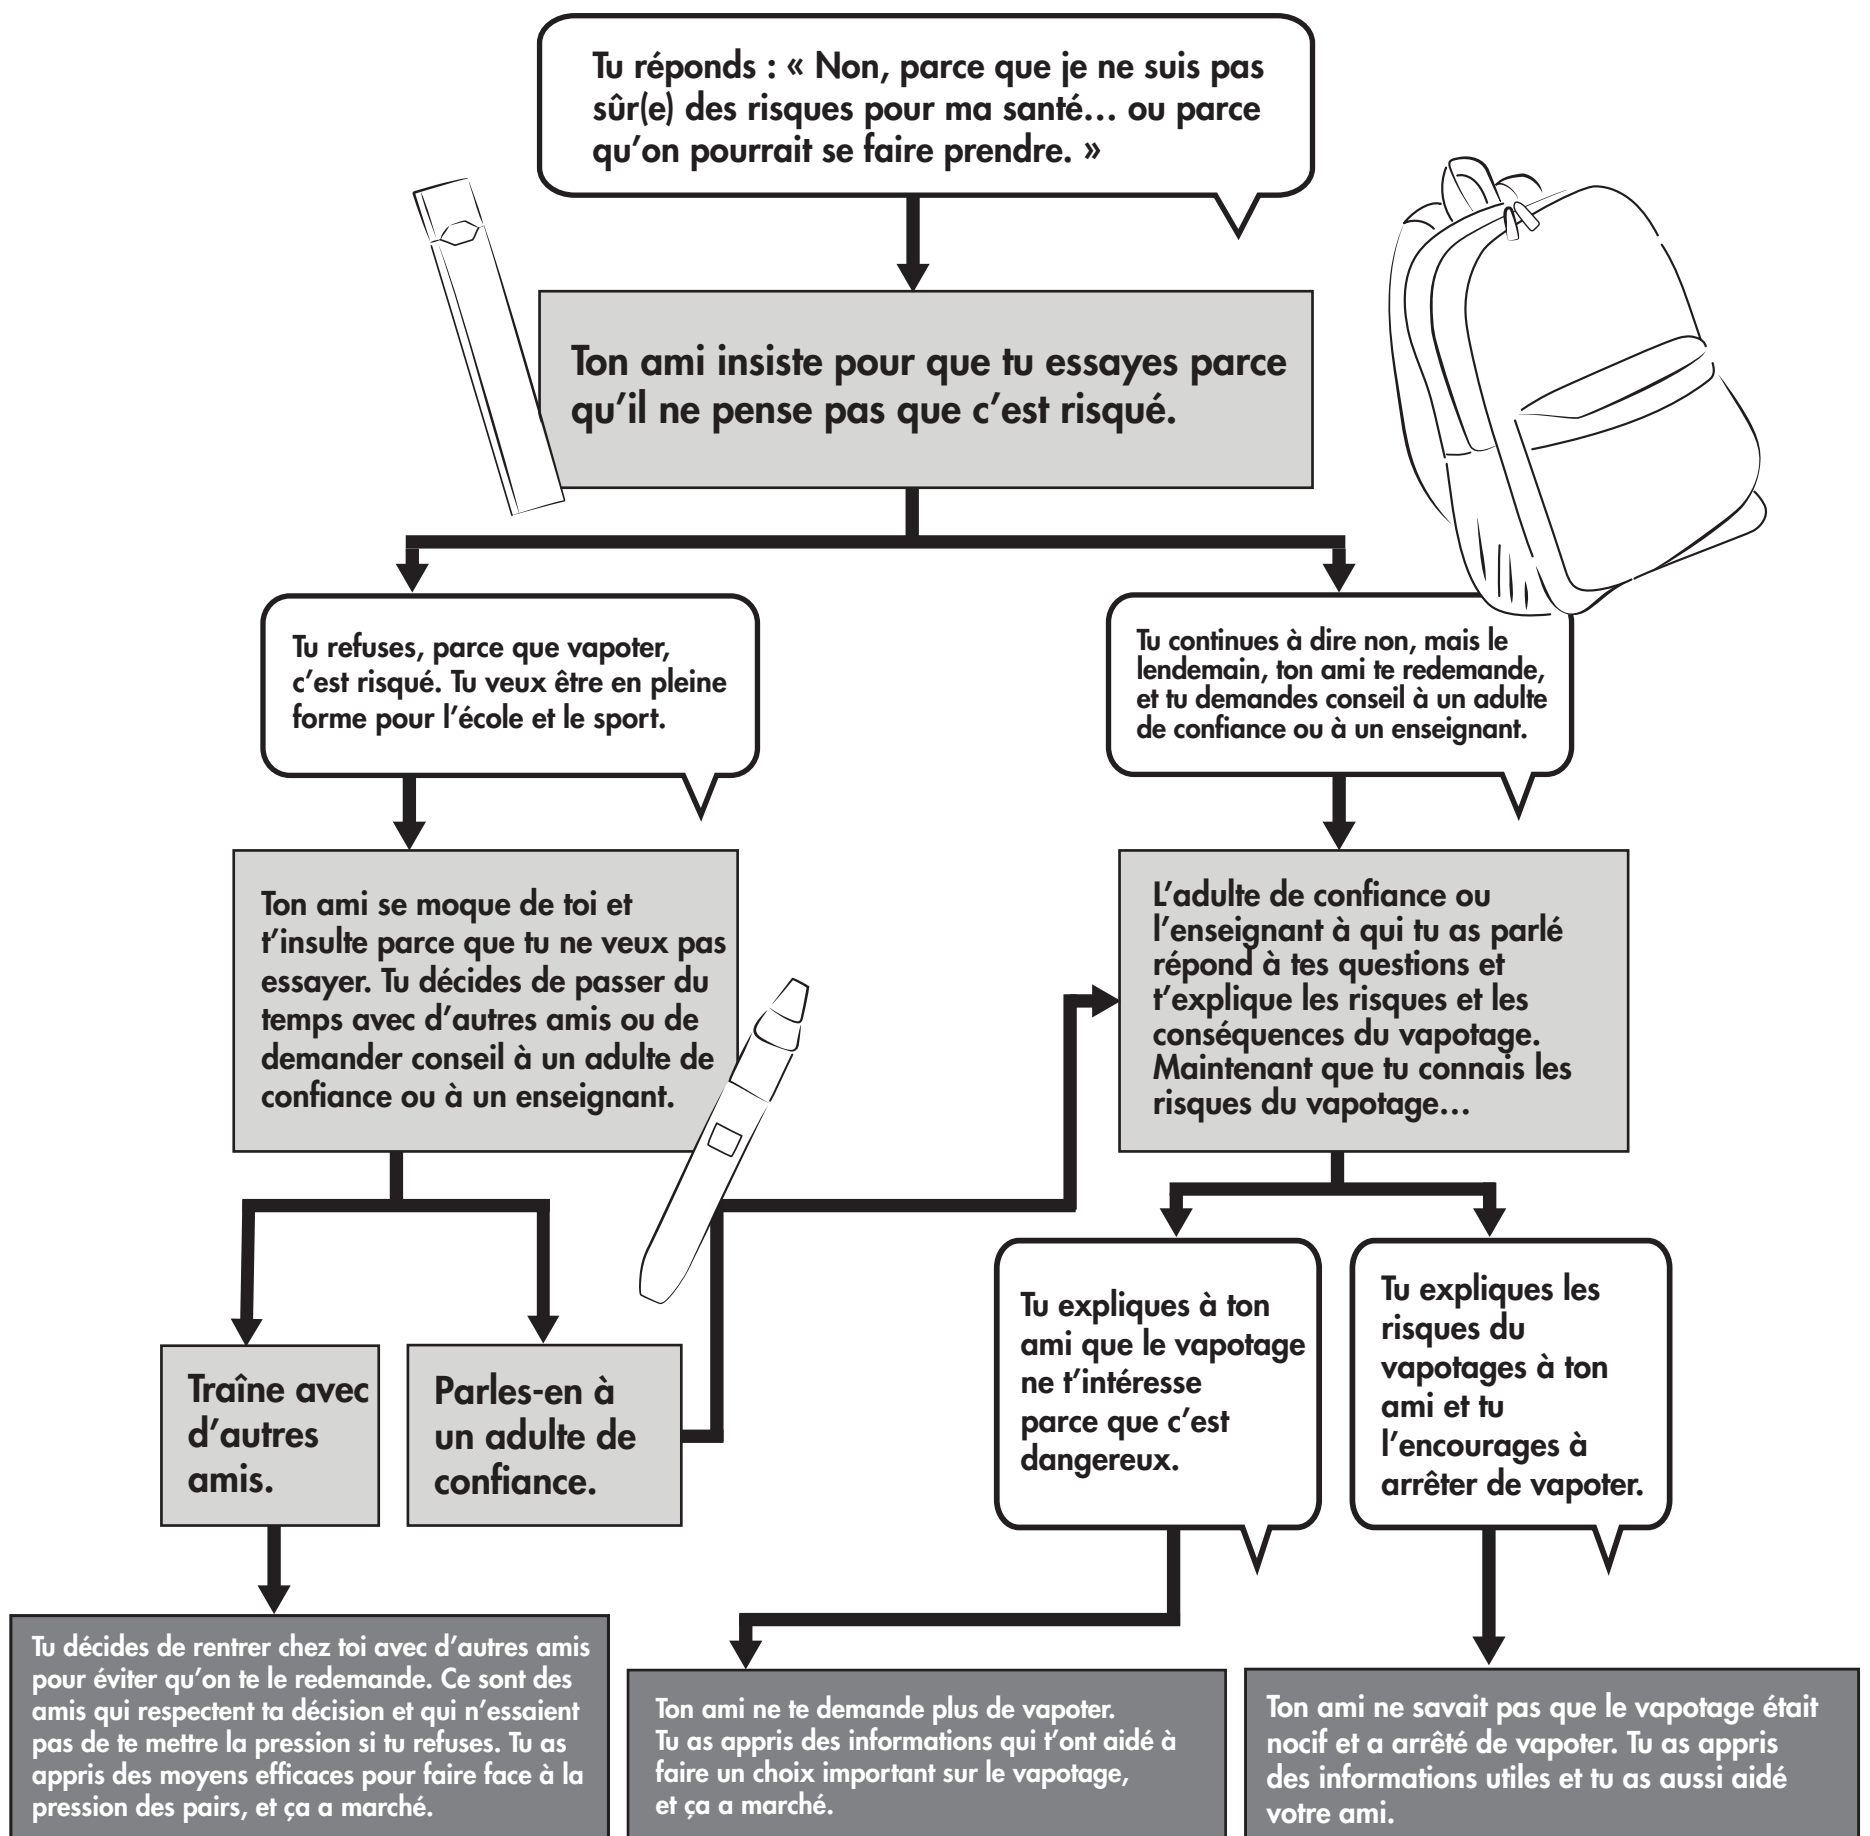 Tu réponds : « Non, parce que je ne suis pas
sûr(e) des risques pour ma santé... ou parce
qu'on pourrait se faire prendre. »
Ton ami insiste pour que tu essayes parce
qu'il ne pense pas que c'est risqué.
Tu refuses, parce que vapoter,
c'est risqué. Tu veux être en pleine
forme pour l'école et le sport.
Tu continues à dire non, mais le
lendemain, ton ami te redemande,
et tu demandes conseil à un adulte
de confiance ou à un enseignant.
Ton ami se moque de toi et
t'insulte parce que tu ne veux pas
essayer. Tu décides de passer du
temps avec d'autres amis ou de
demander conseil à un adulte de
confiance ou à un enseignant.
L'adulte de confiance ou
l'enseignant à qui tu as parlé
répond à tes questions et
t'explique les risques et les
conséquences du vapotage.
Maintenant que tu connais les
risques du vapotage...
Traîne avec
d'autres
amis.
Parles-en à
un adulte de
confiance.
Tu expliques à ton
ami que le vapotage
ne t'intéresse
parce que c'est
dangereux.
Tu expliques les
risques du
vapotages à ton
ami et tu
l'encourages à
arrêter de vapoter.
Tu décides de rentrer chez toi avec d'autres amis
pour éviter qu'on te le redemande. Ce sont des
amis qui respectent ta décision et qui n'essaient
pas de te mettre la pression si tu refuses. Tu as
appris des moyens efficaces pour faire face à la
pression des pairs, et ça a marché.
Ton ami ne te demande plus de vapoter.
Tu as appris des informations qui t'ont aidé à
faire un choix important sur le vapotage,
et ça a marché.
Ton ami ne savait pas que le vapotage était
nocif et a arrêté de vapoter. Tu as appris
des informations utiles et tu as aussi aidé
votre ami.